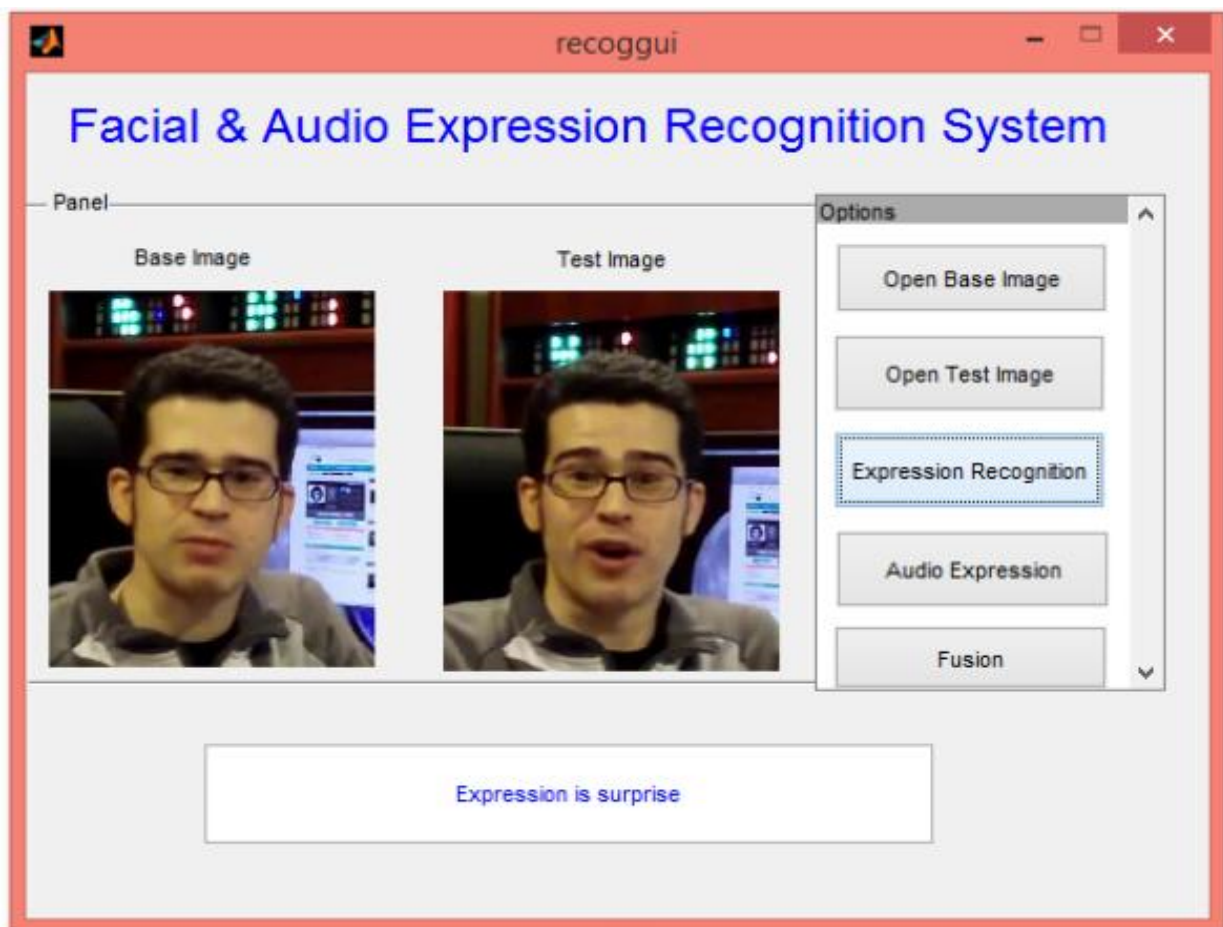 recoggui
Facial & Audio Expression Recognition System
Panel
Base Image
Test Image
Options
Open Base Image
Open Test Image
Expression Recognition
Audio Expression
Fusion
Expression is surprise